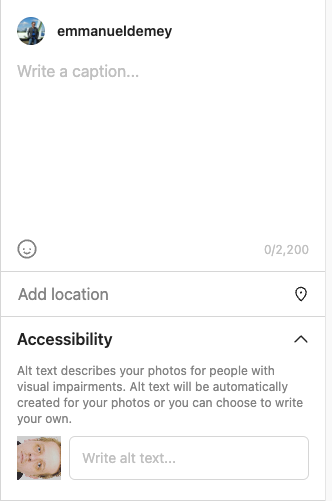 emmanueldemey
Write a caption...
0/2,200
Add location
Accessibility
Alt text describes your photos for people with
visual impairments. Alt text will be automatically
created for your photos or you can choose to write
your own.
Write alt text...